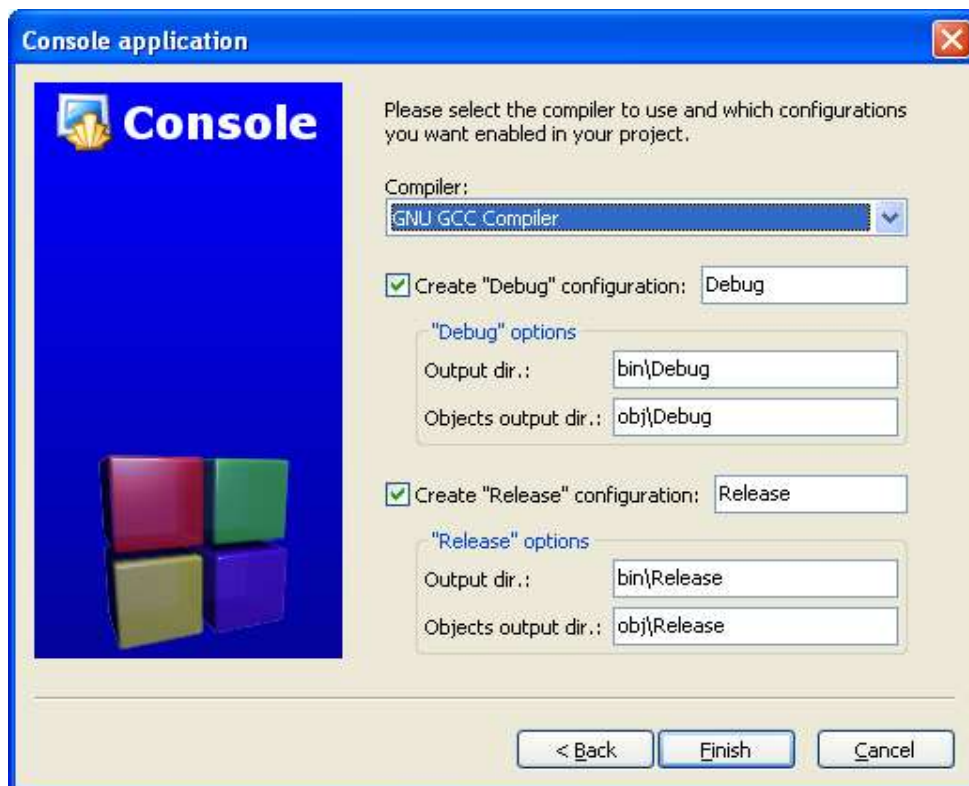 Console application
Console
Please select the compiler to use and which configurations
you want enabled in your project.
Compiler:
GNU GCC Compiler
Create "Debug" configuration: Debug
"Debug" options
Output dir.: bin\Debug
Objects output dir.: obj\Debug
Create "Release" configuration: Release
"Release" options
Output dir.: bin\Release
Objects output dir.: obj\Release
< Back Finish Cancel